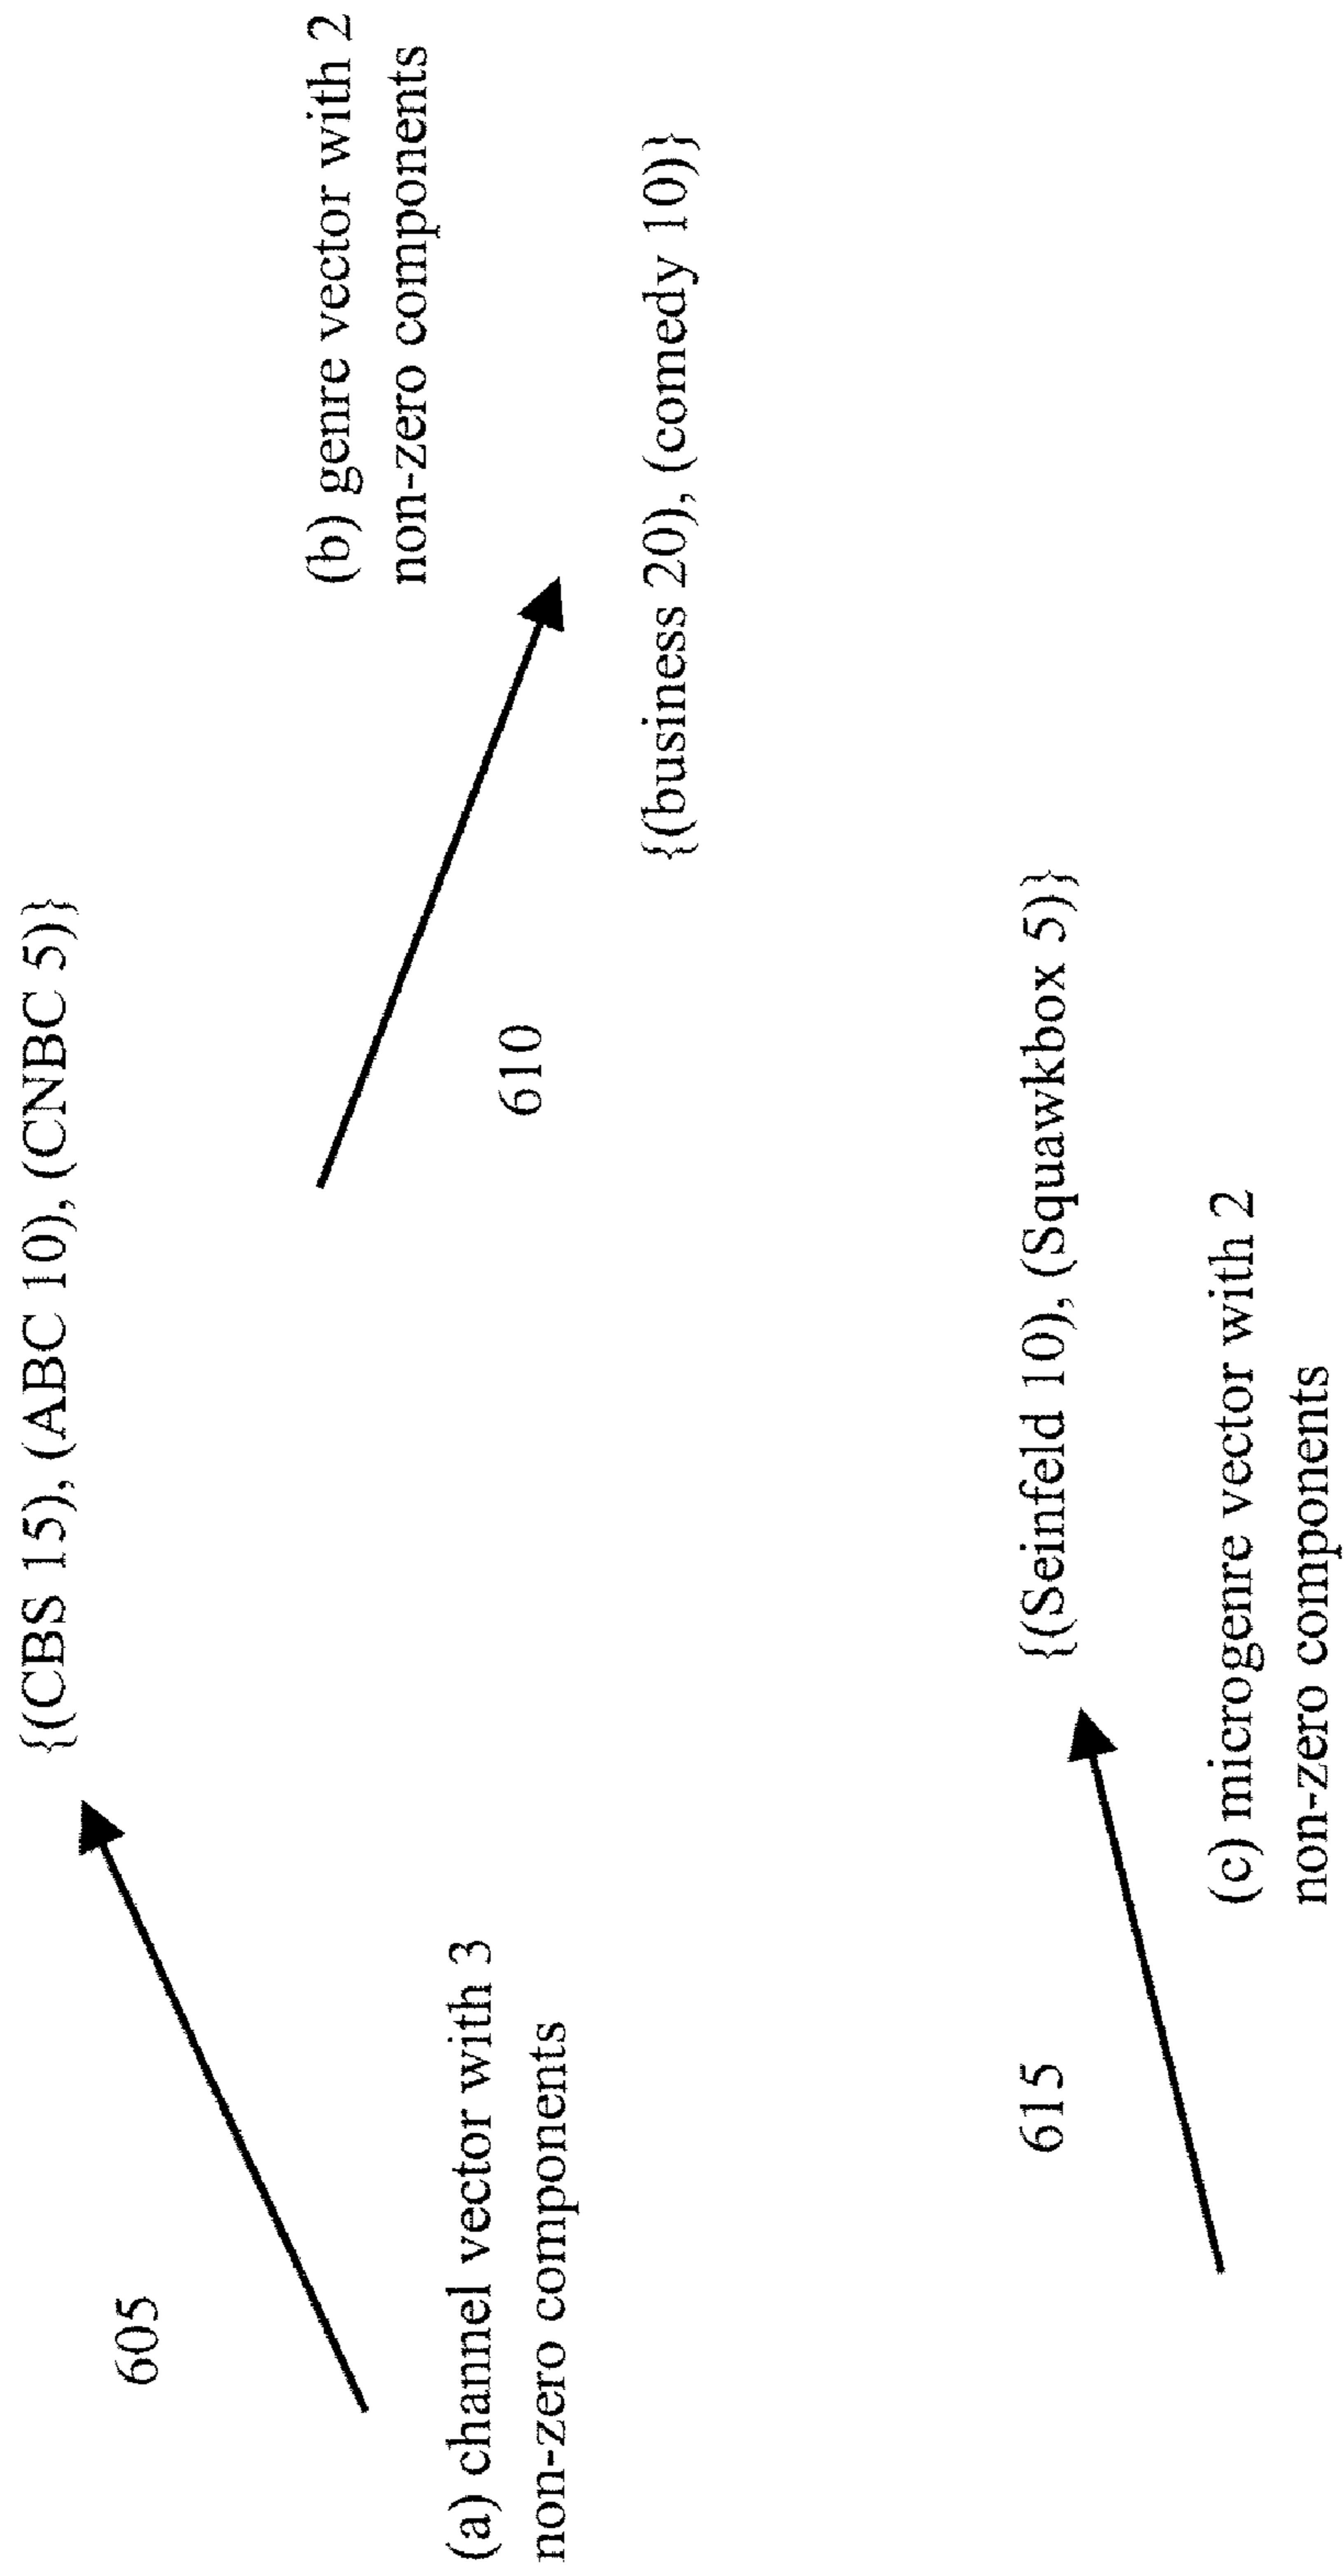 {(CBS 15), (ABC 10), (CNBC 5)}
605
(a) channel vector with 3
non-zero components
(b) genre vector with 2
non-zero components
610
{(business 20), (comedy 10)}
615
{(Seinfeld 10), (Squawkbox 5)}
(c) microgenre vector with 2
non-zero components